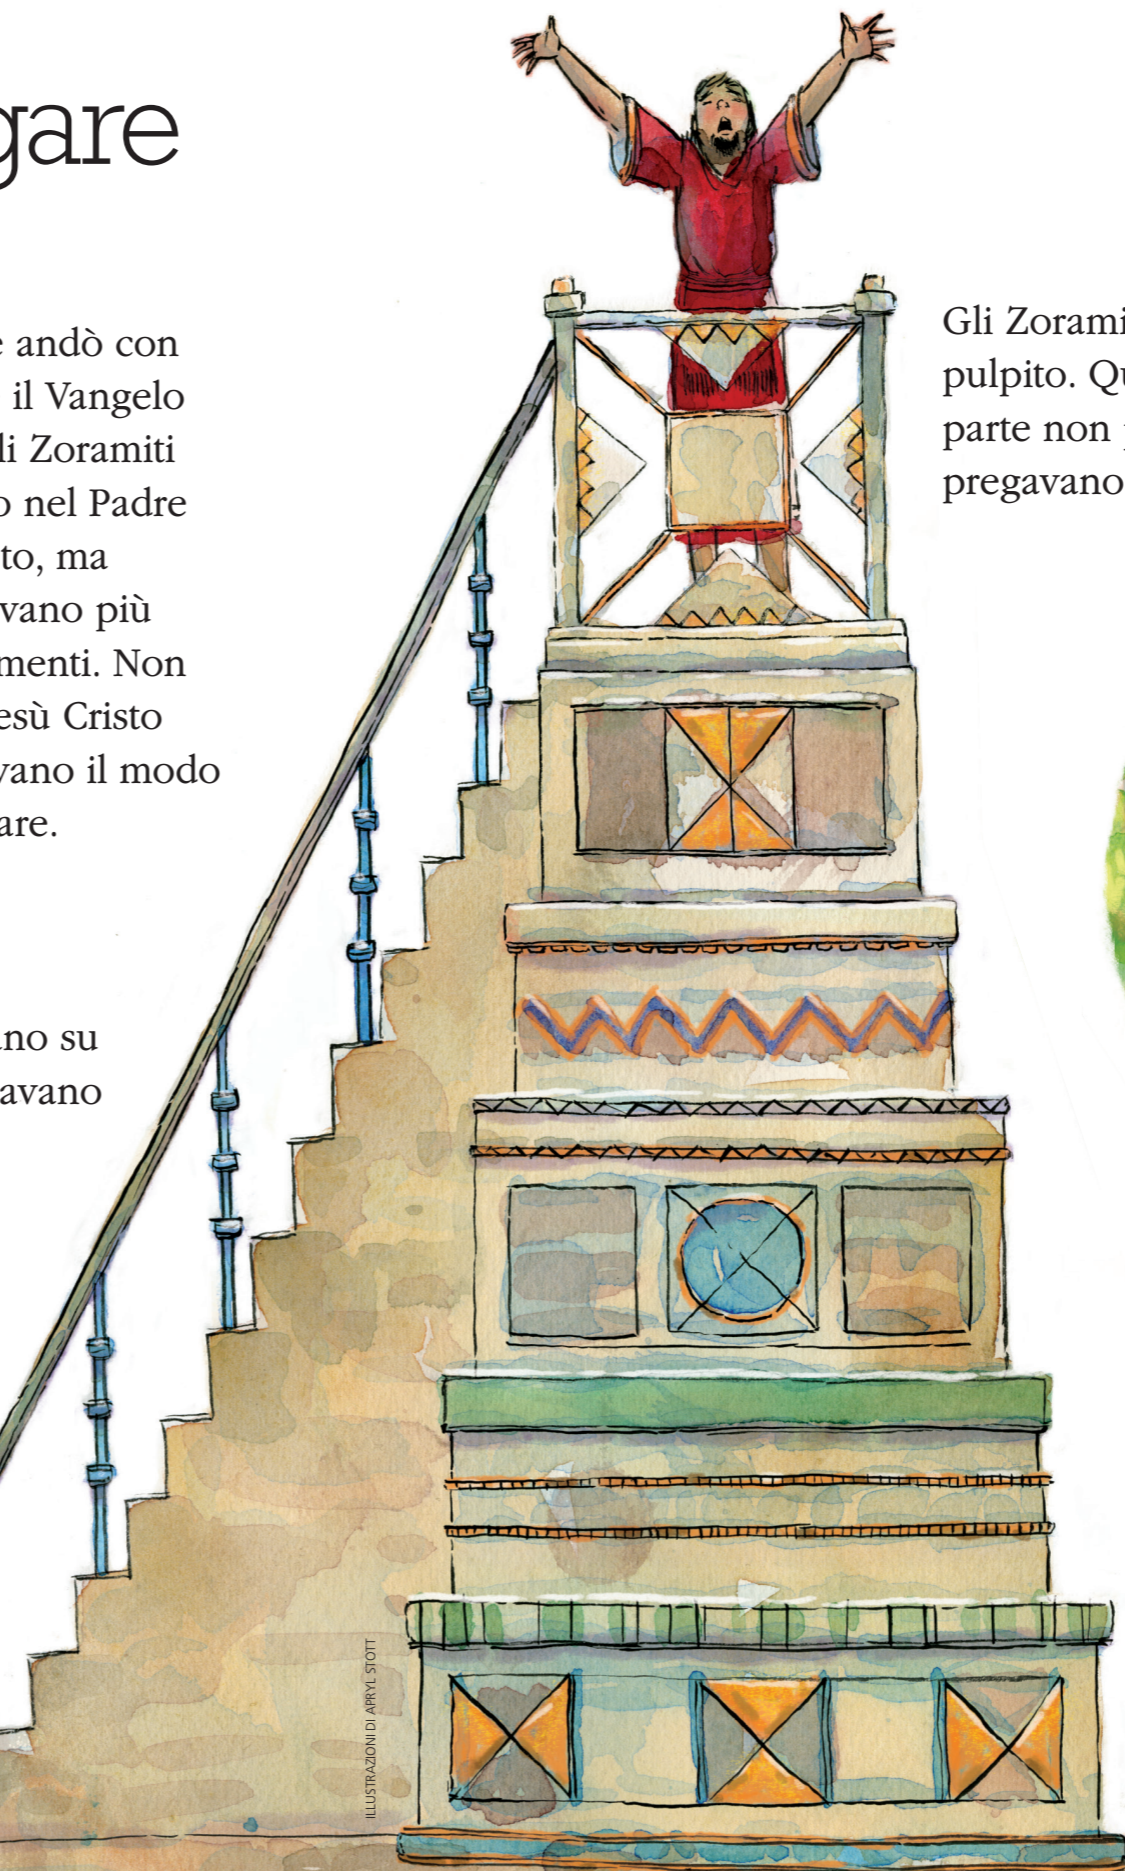 gare
e andò con
il Vangelo
li Zoramiti
o nel Padre
to, ma
vano più
menti. Non
esù Cristo
vano il modo
are.
ano su
avano
Gli Zorami
pulpito. Qu
parte non p
pregavano
ILLUSTRAZIONI DI APRYL STOTT